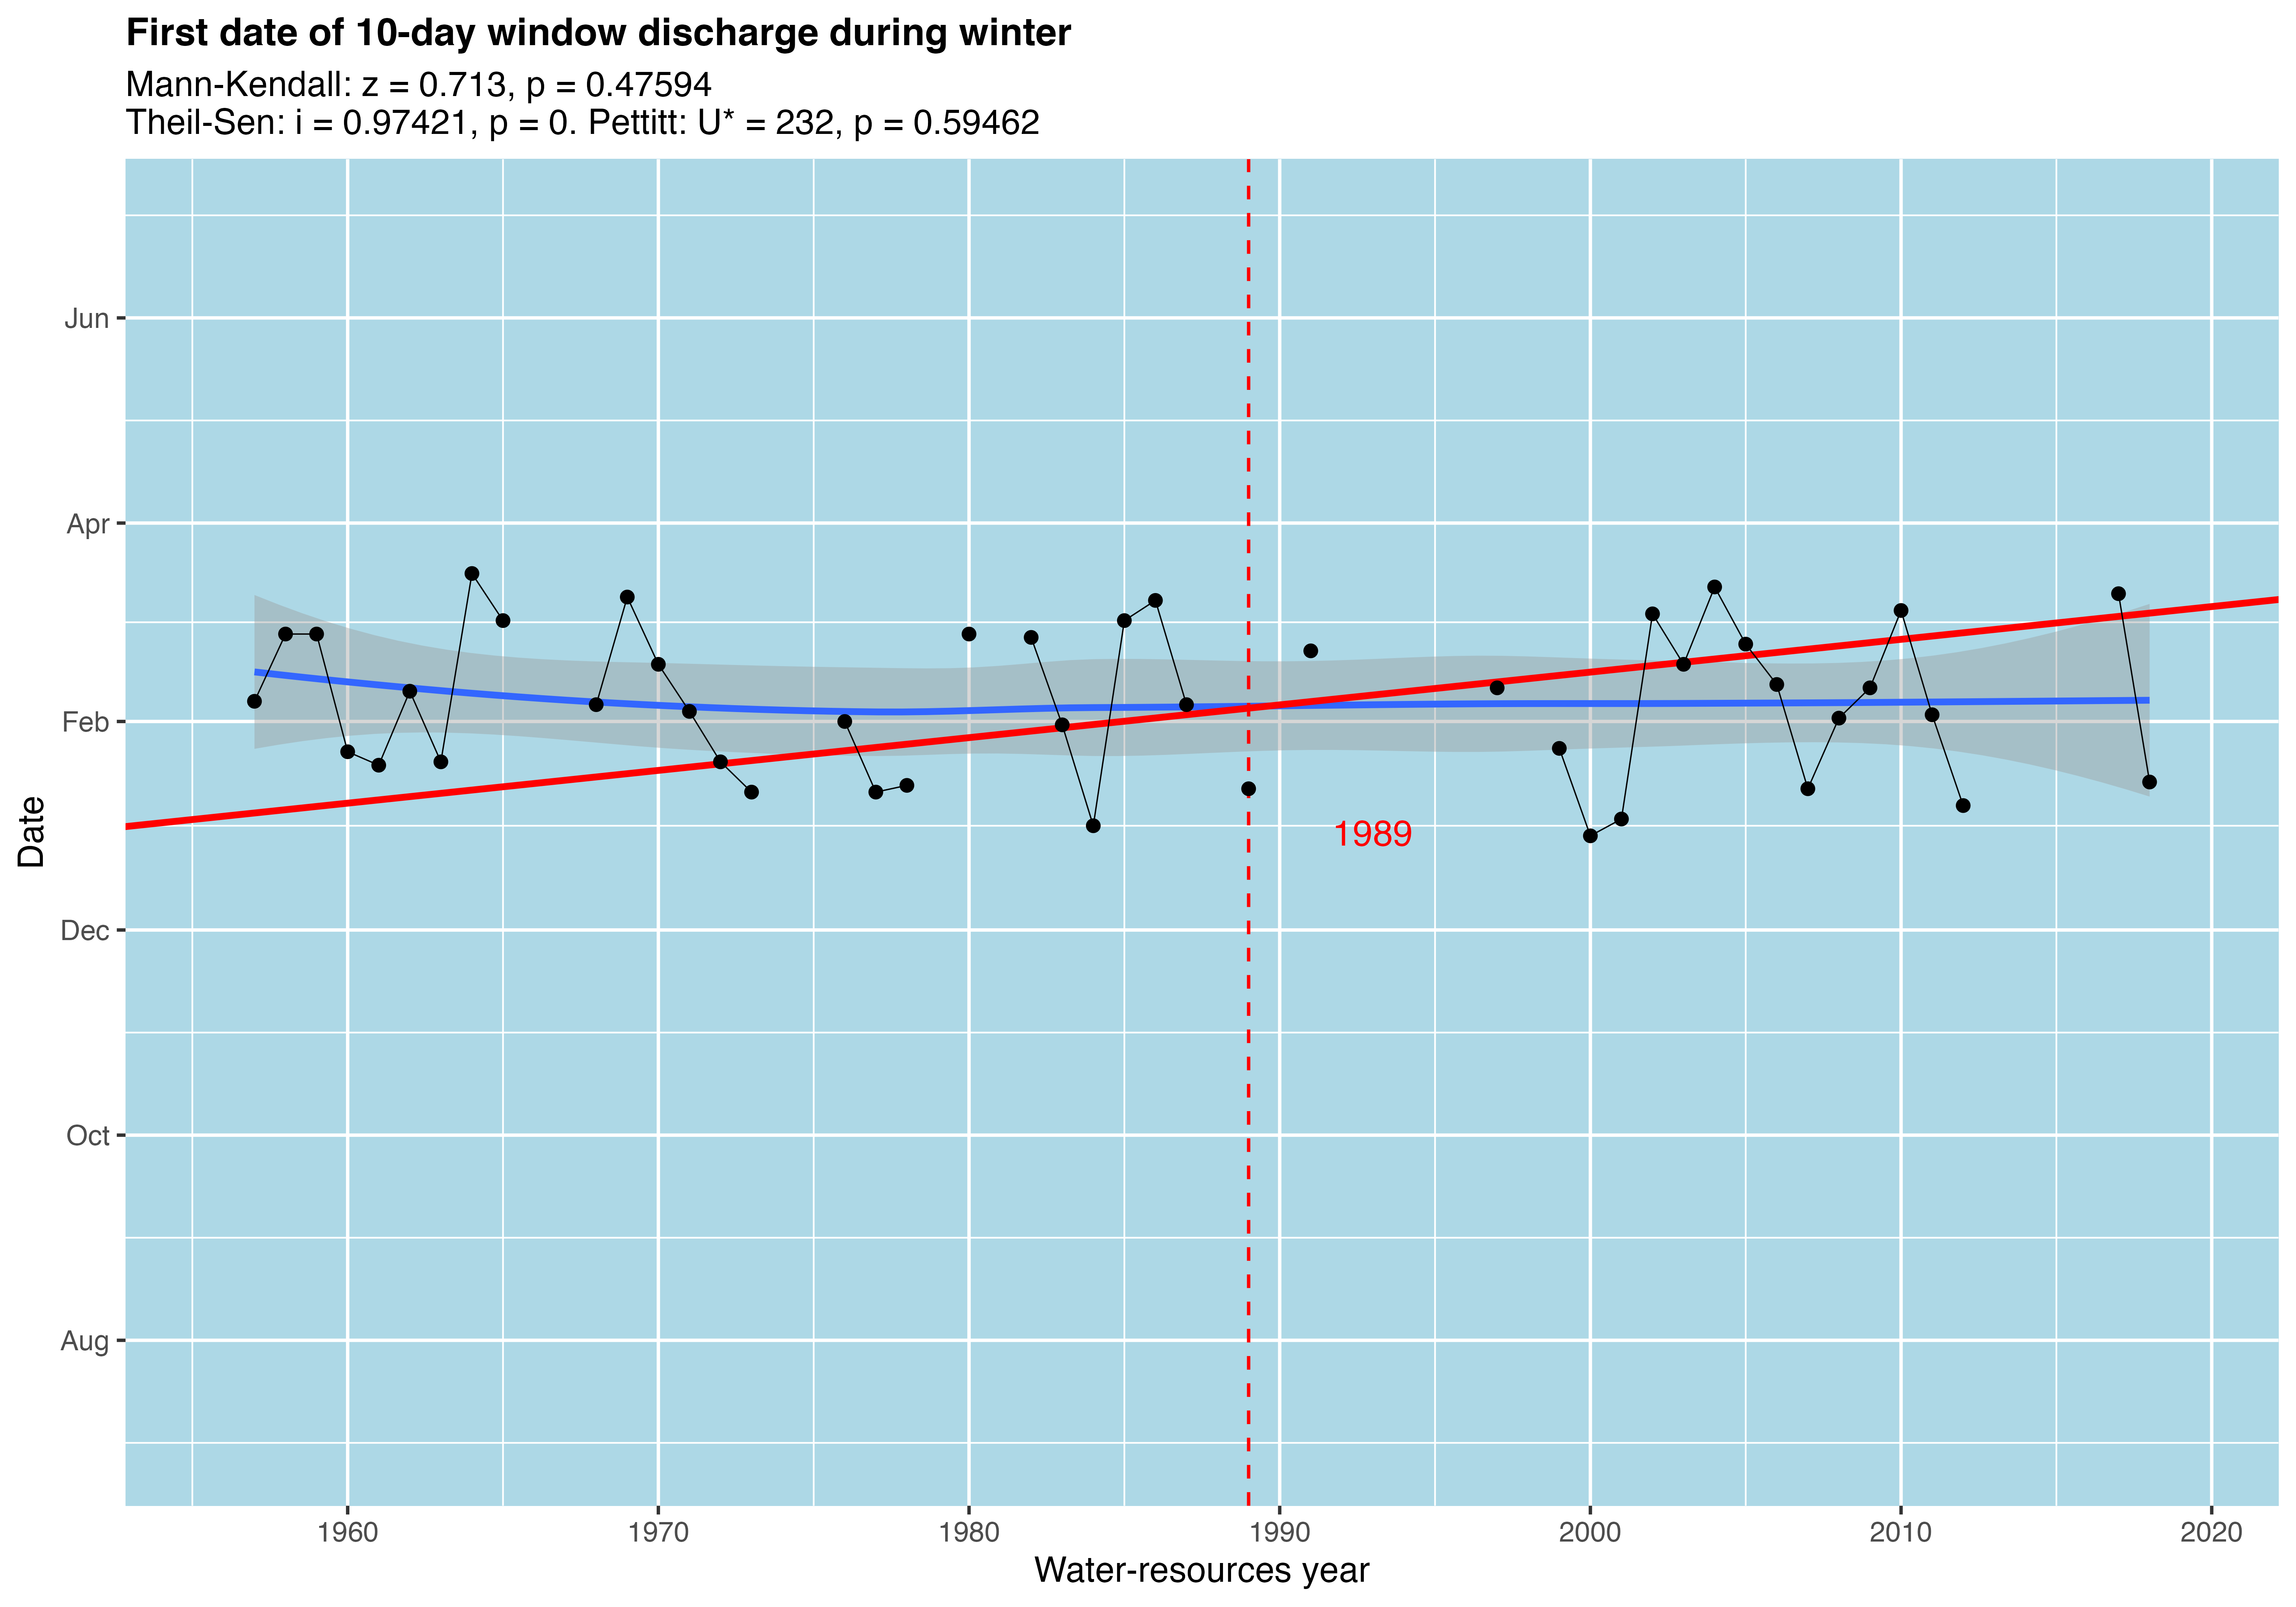 First date of 10-day window discharge during winter
Mann-Kendall: z = 0.713, p = 0.47594
Theil-Sen: i = 0.97421, p = 0. Pettitt: U* = 232, p = 0.59462
Jun
Apr
Feb
Dec
Oct
Aug
Date
1989
1960
1970
1980
1990
2000
2010
2020
Water-resources year